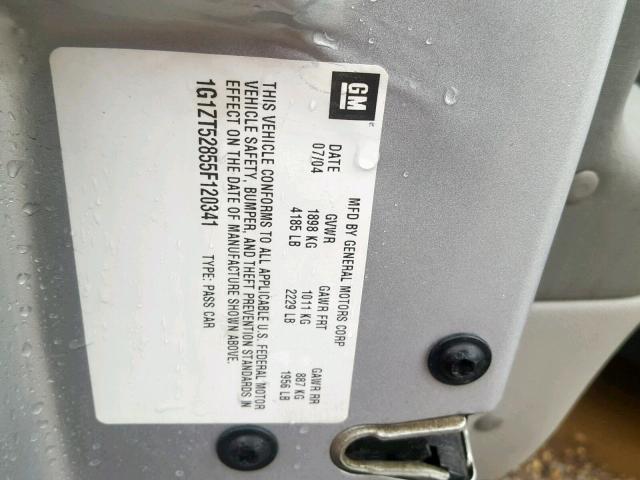 GM
MFD BY GENERAL MOTORS CORP
DATE GVWR GAWR FRT GAWR RR
07/04 1898 KG 1011 KG 887 KG
4185 LB 2229 LB 1956 LB
THIS VEHICLE CONFORMS TO ALL APPLICABLE U.S. FEDERAL MOTOR
VEHICLE SAFETY, BUMPER, AND THEFT PREVENTION STANDARDS IN
EFFECT ON THE DATE OF MANUFACTURE SHOWN ABOVE.
1G1ZT52855F120341 TYPE: PASS CAR